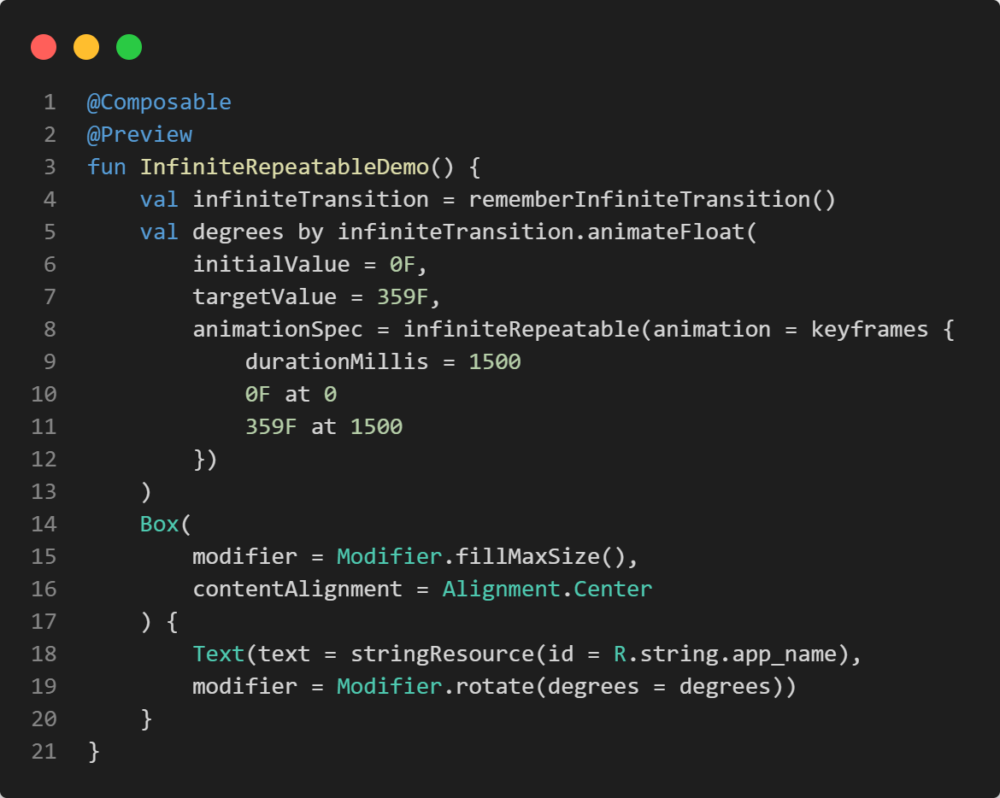 1 @Composable
2 @Preview
3 fun InfiniteRepeatableDemo() {
4     val infiniteTransition = rememberInfiniteTransition()
5     val degrees by infiniteTransition.animateFloat(
6         initialValue = 0F,
7         targetValue = 359F,
8         animationSpec = infiniteRepeatable(animation = keyframes {
9             durationMillis = 1500
10             0F at 0
11             359F at 1500
12         })
13     )
14     Box(
15         modifier = Modifier.fillMaxSize(),
16         contentAlignment = Alignment.Center
17     ) {
18         Text(text = stringResource(id = R.string.app_name),
19         modifier = Modifier.rotate(degrees = degrees))
20     }
21 }